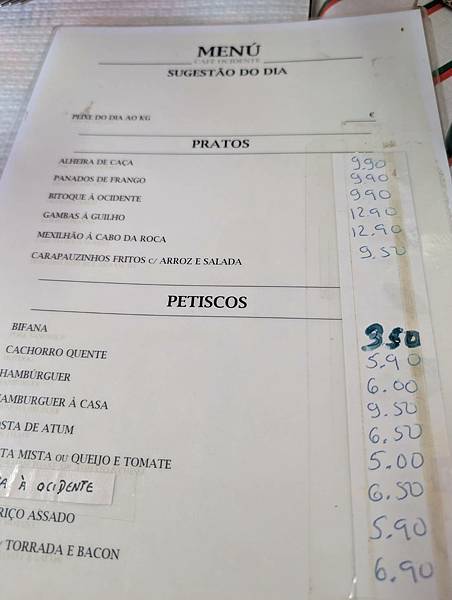 MENÚ
CAFÉ OCIDENTE
SUGESTÃO DO DIA
PEIXE DO DIA AO KG €
PRATOS
ALHEIRA DE CAÇA 9.90
PANADOS DE FRANGO 9.90
BITOQUE À OCIDENTE 9.90
GAMBAS À GUILHO 12.90
MEXILHÃO À CABO DA ROCA 12.90
CARAPAUZINHOS FRITOS C/ ARROZ E SALADA 9.50
PETISCOS
BIFANA 3.50
CACHORRO QUENTE 5.90
HAMBÚRGUER 6.00
HAMBURGUER À CASA 9.50
OSTA DE ATUM 6.50
TA MISTA OU QUEIJO E TOMATE 5.00
A À OCIDENTE 6.50
RIÇO ASSADO 5.90
/ TORRADA E BACON 6.90